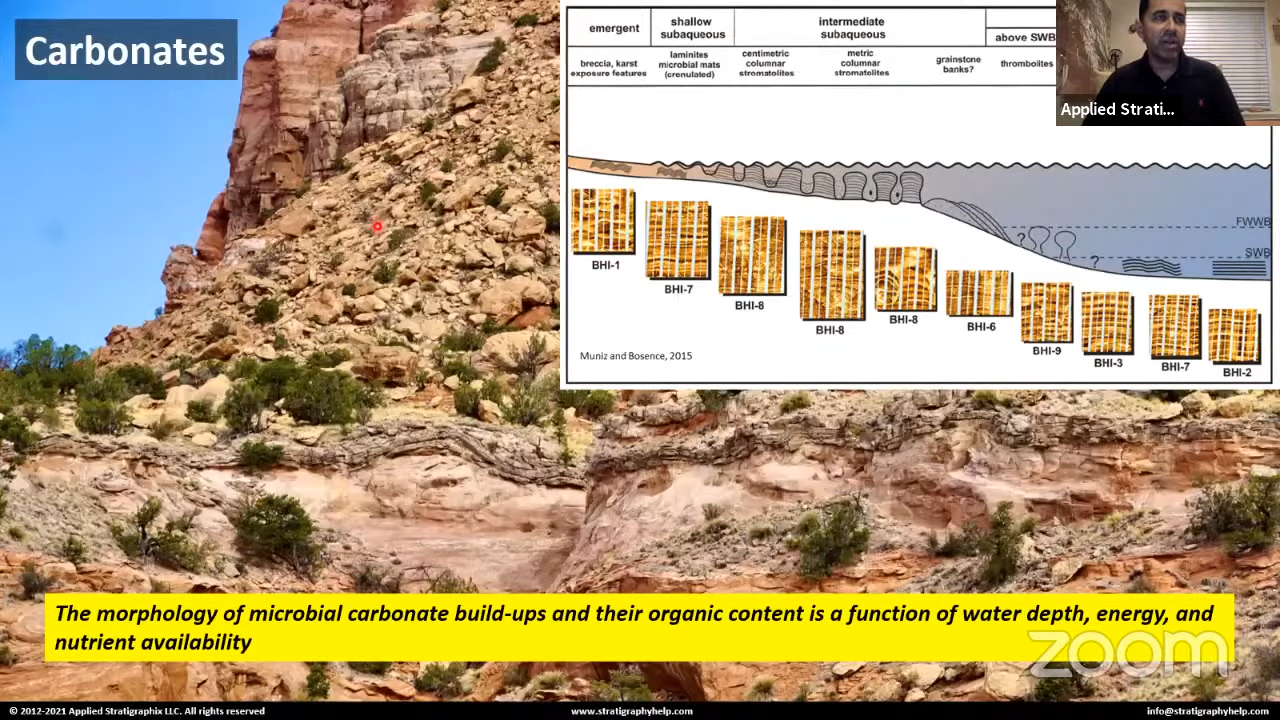 Carbonates
emergent
shallow
subaqueous
intermediate
subaqueous
above SWB
breccia, karst
exposure features
laminites
microbial mats
(crenulated)
centimetric
columnar
stromatolites
metric
columnar
stromatolites
grainstone
banks?
thrombolites
Applied Strati...
FWWB
?
SWB
?
BHI-1
BHI-7
BHI-8
BHI-8
BHI-8
BHI-6
BHI-9
BHI-3
BHI-7
BHI-2
Muniz and Bosence, 2015
The morphology of microbial carbonate build-ups and their organic content is a function of water depth, energy, and
nutrient availability
zoom
© 2012-2021 Applied Stratigraphix LLC. All rights reserved
www.stratigraphyhelp.com
info@stratigraphyhelp.com